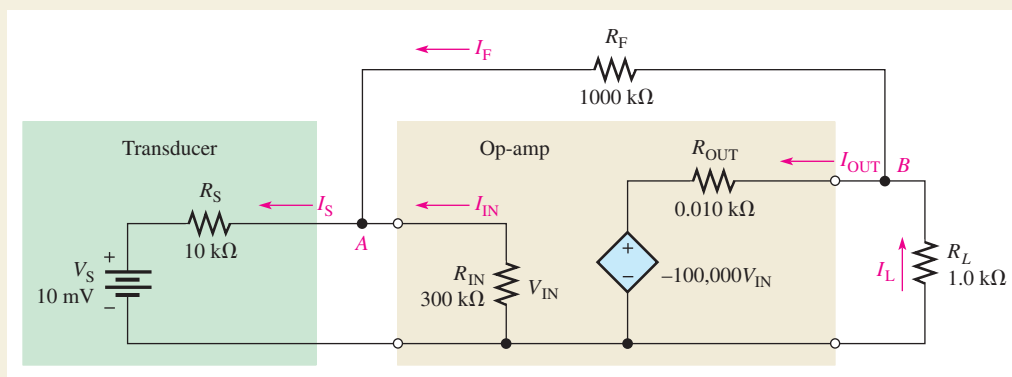 R_F
I_F
1000 kΩ
Transducer
Op-amp
R_OUT
I_OUT
B
R_S
I_S
I_IN
0.010 kΩ
10 kΩ
A
+
V_S
10 mV
−
R_IN
300 kΩ
V_IN
+
−
−100,000V_IN
I_L
R_L
1.0 kΩ